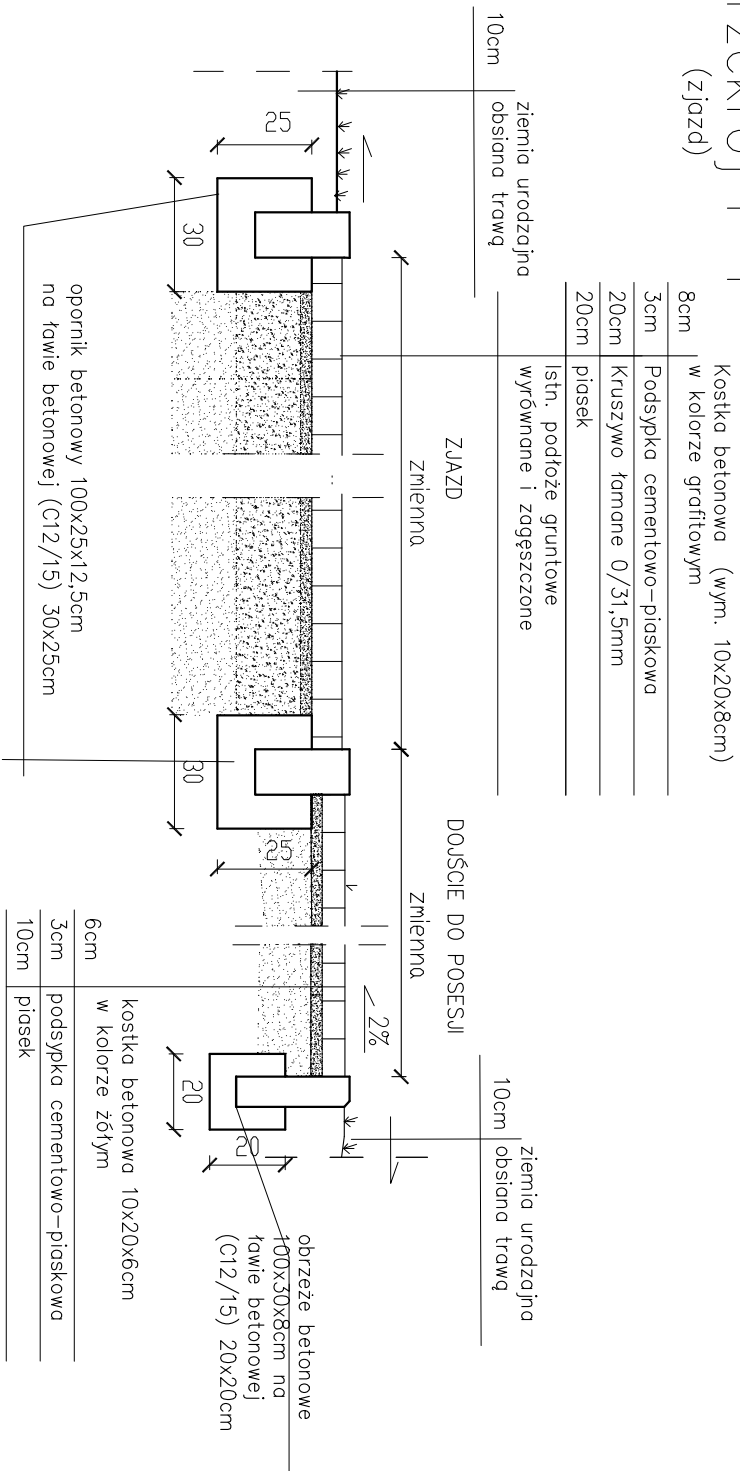 (zjazd)
10cm
ziemia urodzajna
obsiana trawą
8cm
Kostka betonowa (wym. 10x20x8cm)
w kolorze grafitowym
3cm Podsypka cementowo-piaskowa
20cm Kruszywo łamane 0/31,5mm
20cm piasek
Istn. podłoże gruntowe
wyrównane i zagęszczone
ZJAZD
zmienna
DOJŚCIE DO POSESJI
zmienna
10cm
ziemia urodzajna
obsiana trawą
2%
25
30
30
25
20
20
opornik betonowy 100x25x12,5cm
na ławie betonowej (C12/15) 30x25cm
6cm
kostka betonowa 10x20x6cm
w kolorze żółtym
3cm podsypka cementowo-piaskowa
10cm piasek
obrzeże betonowe
100x30x8cm na
ławie betonowej
(C12/15) 20x20cm